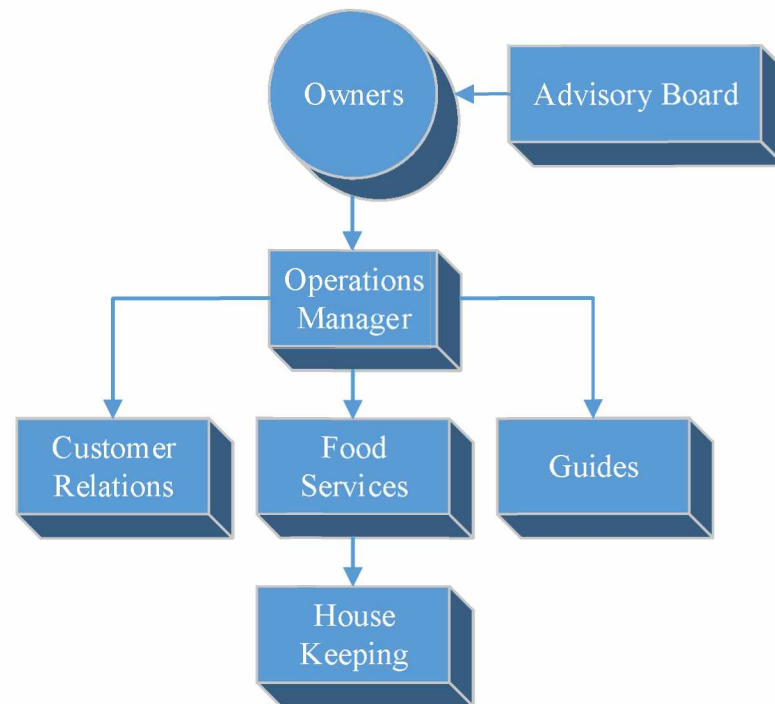 Owners
Advisory Board
Operations
Manager
Customer
Relations
Food
Services
Guides
House
Keeping